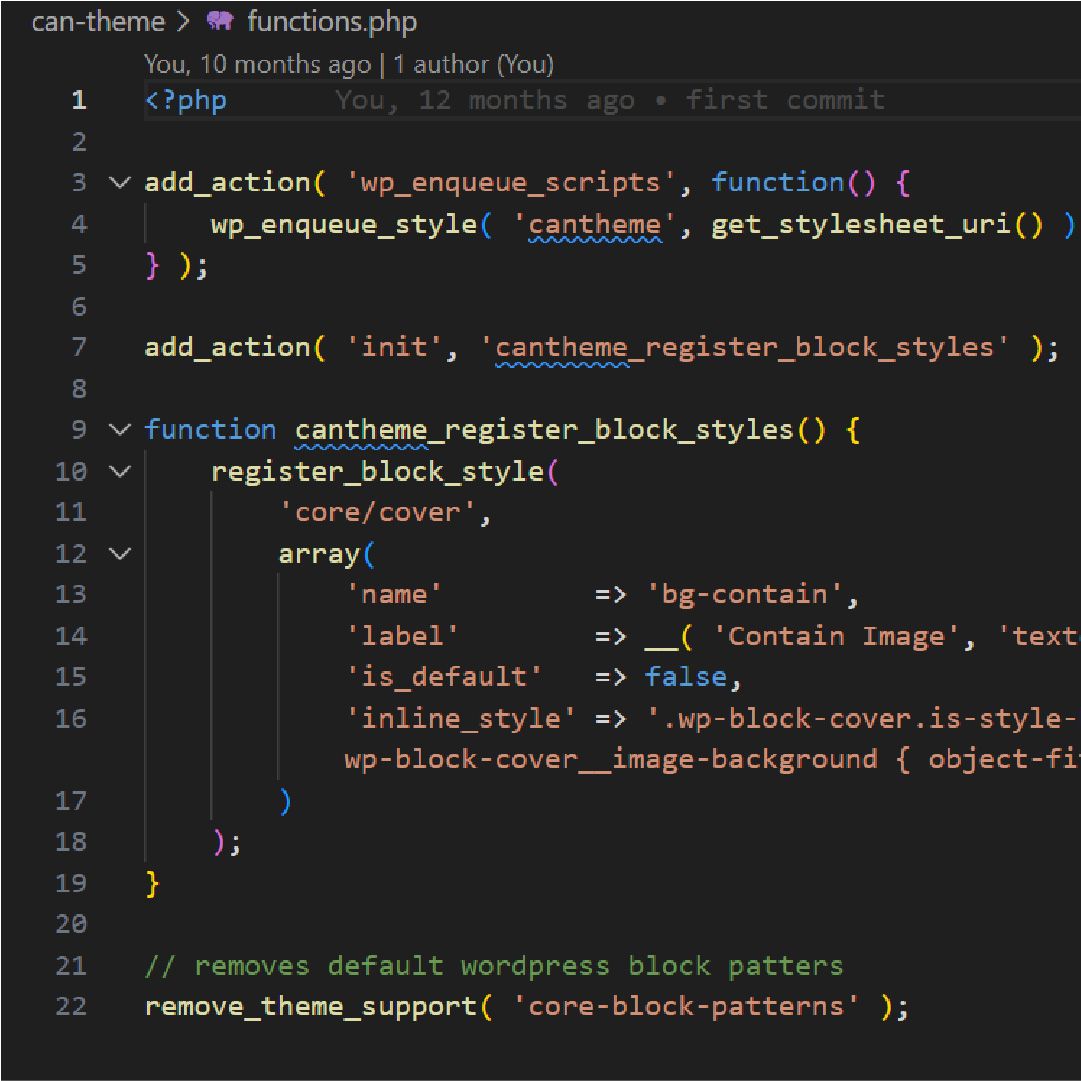 can-theme > functions.php
You, 10 months ago | 1 author (You)
1 <?php You, 12 months ago • first commit
2
3 add_action( 'wp_enqueue_scripts', function() {
4 wp_enqueue_style( 'cantheme', get_stylesheet_uri() )
5 } );
6
7 add_action( 'init', 'cantheme_register_block_styles' );
8
9 function cantheme_register_block_styles() {
10 register_block_style(
11 'core/cover',
12 array(
13 'name' => 'bg-contain',
14 'label' => __( 'Contain Image', 'text
15 'is_default' => false,
16 'inline_style' => '.wp-block-cover.is-style-
wp-block-cover__image-background { object-fi
17 )
18 );
19 }
20
21 // removes default wordpress block patters
22 remove_theme_support( 'core-block-patterns' );